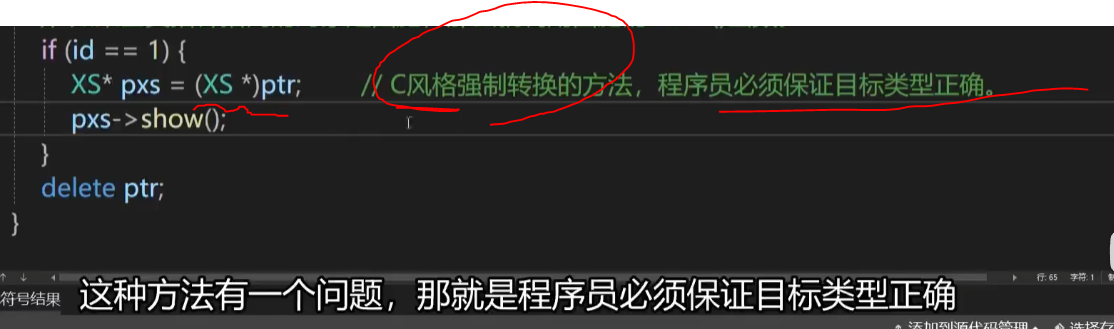 if (id == 1) {
XS* pxs = (XS *)ptr; // C风格强制转换的方法，程序员必须保证目标类型正确。
pxs->show();
}
delete ptr;
}
行: 65 字符: 1
符号结果
这种方法有一个问题，那就是程序员必须保证目标类型正确
添加到源代码管理